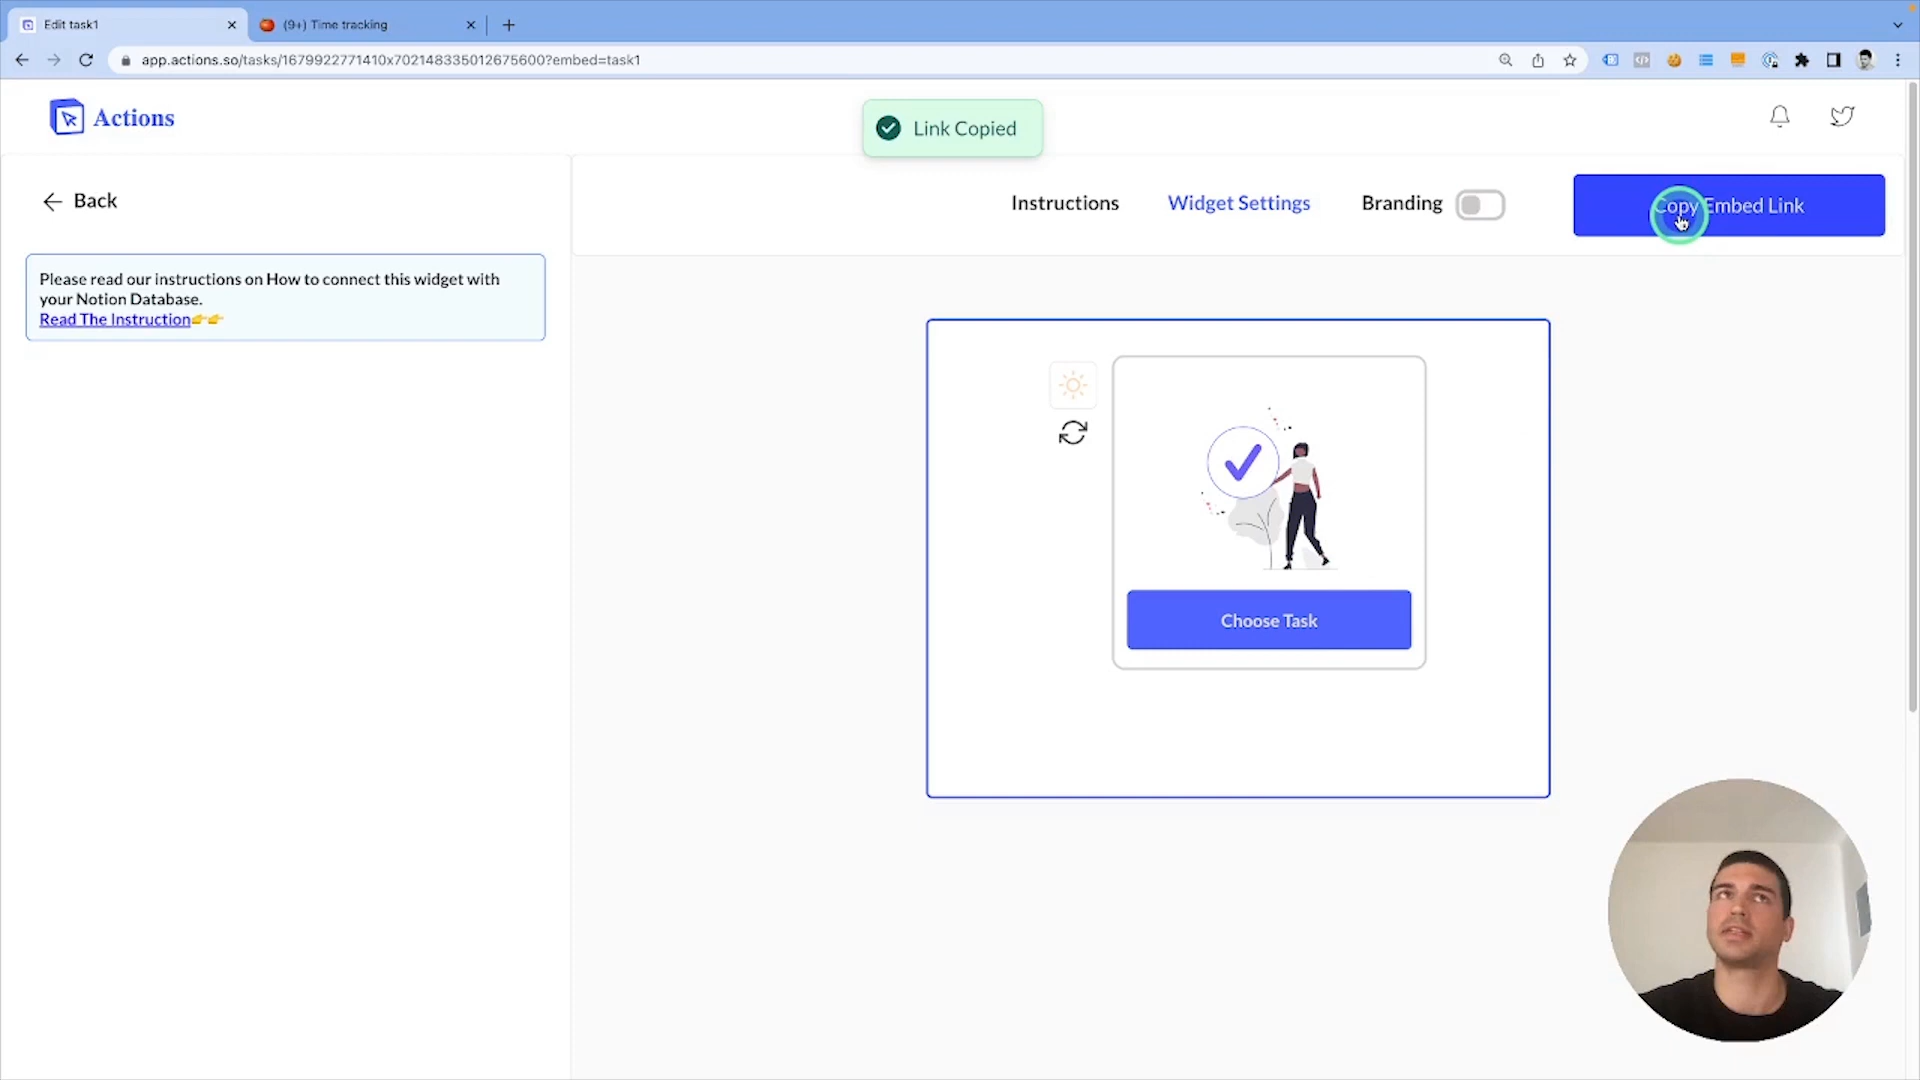 Edit task1
(9+) Time tracking
app.actions.so/tasks/1679922771410x702148335012675600?embed=task1
Actions
Link Copied
Back
Instructions
Widget Settings
Branding
Copy Embed Link
Please read our instructions on How to connect this widget with
your Notion Database.
Read The Instruction👉👉
Choose Task